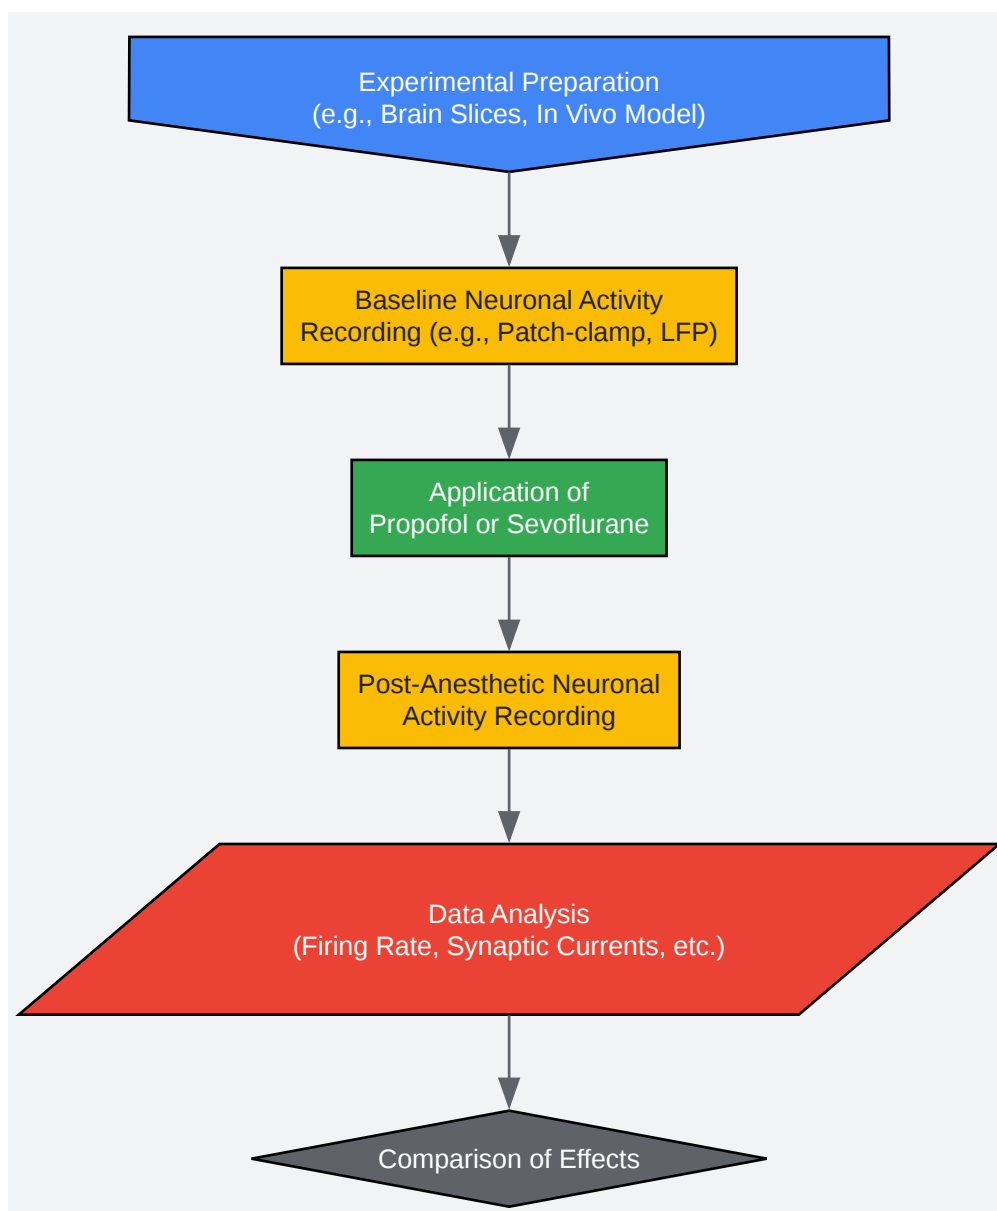 Experimental Preparation
(e.g., Brain Slices, In Vivo Model)
Baseline Neuronal Activity
Recording (e.g., Patch-clamp, LFP)
Application of
Propofol or Sevoflurane
Post-Anesthetic Neuronal
Activity Recording
Data Analysis
(Firing Rate, Synaptic Currents, etc.)
Comparison of Effects